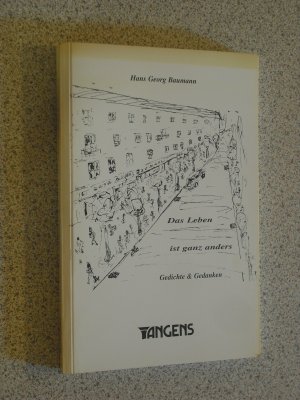 Hans Georg Baumann
Das Leben
ist ganz anders
Gedichte & Gedanken
TANGENS